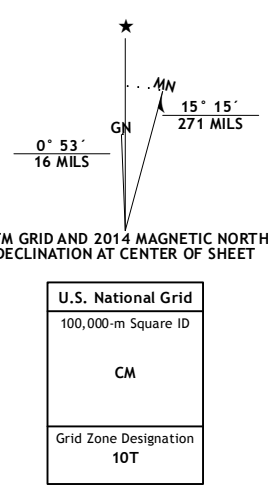 MN
15° 15´
271 MILS
GN
0° 53´
16 MILS
M GRID AND 2014 MAGNETIC NORTH
DECLINATION AT CENTER OF SHEET
U.S. National Grid
100,000-m Square ID
CM
Grid Zone Designation
10T